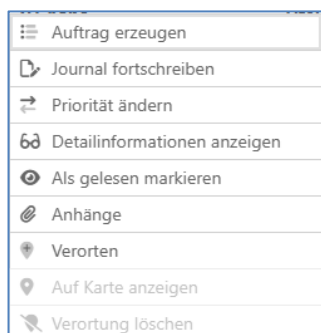 Auftrag erzeugen
Journal fortschreiben
Priorität ändern
Detailinformationen anzeigen
Als gelesen markieren
Anhänge
Verorten
Auf Karte anzeigen
Verortung löschen